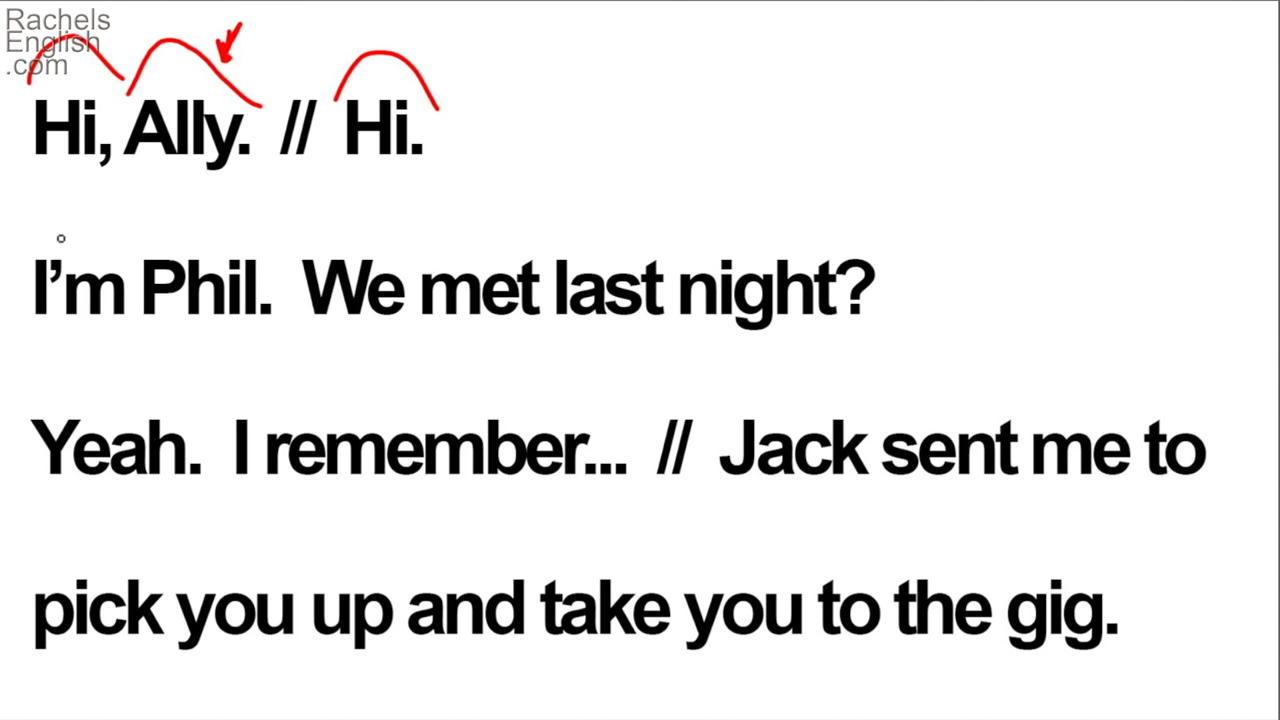 Rachels
English
.com
Hi, Ally.  //  Hi.
I’m Phil.  We met last night?
Yeah.  I remember...  //  Jack sent me to
pick you up and take you to the gig.